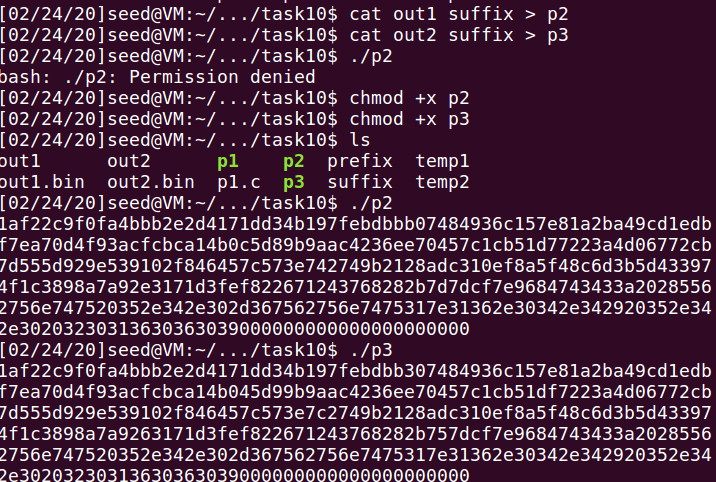 [02/24/20]seed@VM:~/.../task10$ cat out1 suffix > p2
[02/24/20]seed@VM:~/.../task10$ cat out2 suffix > p3
[02/24/20]seed@VM:~/.../task10$ ./p2
bash: ./p2: Permission denied
[02/24/20]seed@VM:~/.../task10$ chmod +x p2
[02/24/20]seed@VM:~/.../task10$ chmod +x p3
[02/24/20]seed@VM:~/.../task10$ ls
out1 out2 p1 p2 prefix temp1
out1.bin out2.bin p1.c p3 suffix temp2
[02/24/20]seed@VM:~/.../task10$ ./p2
1af22c9f0fa4bbb2e2d4171dd34b197febdbbb07484936c157e81a2ba49cd1edb
f7ea70d4f93acfcbca14b0c5d89b9aac4236ee70457c1cb51d77223a4d06772cb
7d555d929e539102f846457c573e742749b2128adc310ef8a5f48c6d3b5d43397
4f1c3898a7a92e3171d3fef822671243768282b7d7dcf7e9684743433a2028556
2756e747520352e342e302d367562756e7475317e31362e30342e342920352e34
2e3020323031363036303900000000000000000000
[02/24/20]seed@VM:~/.../task10$ ./p3
1af22c9f0fa4bbb2e2d4171dd34b197febdbbb307484936c157e81a2ba49cd1edb
f7ea70d4f93acfcbca14b045d99b9aac4236ee70457c1cb51df7223a4d06772cb
7d555d929e539102f846457c573e7c2749b2128adc310ef8a5f48c6d3b5d43397
4f1c3898a7a9263171d3fef822671243768282b757dcf7e9684743433a2028556
2756e747520352e342e302d367562756e7475317e31362e30342e342920352e34
2e3020323031363036303900000000000000000000